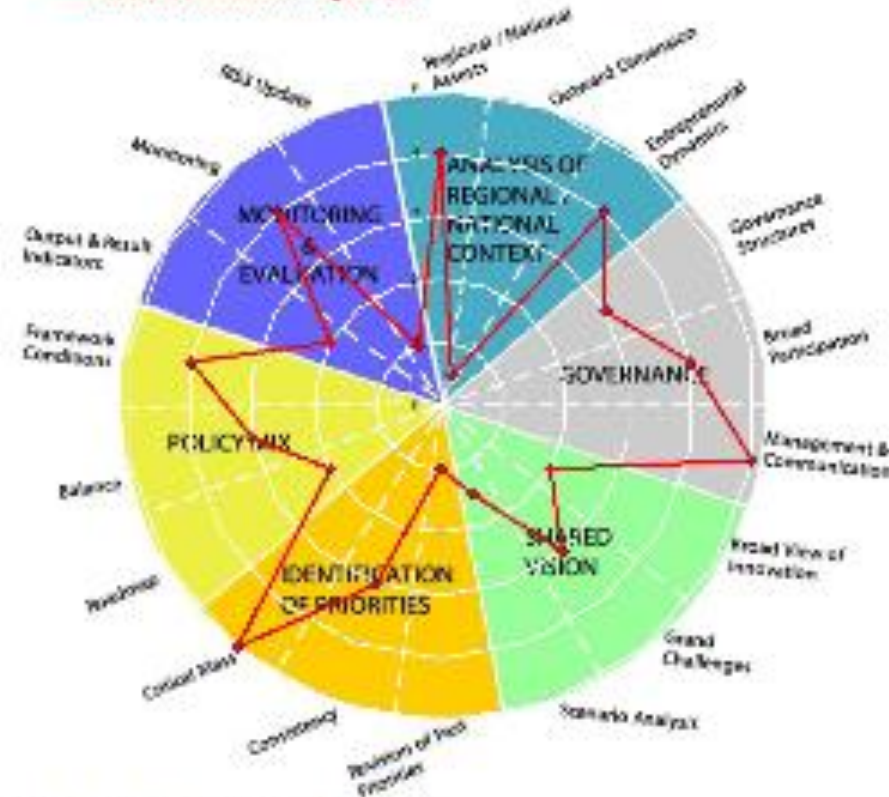 Regional / National
Assets
Outward Dimension
Entrepreneurial
Dynamics
Governance
Structures
Broad
Participation
Management &
Communication
Broad View of
Innovation
Grand
Challenges
Scenario Analysis
Revision of Past
Priorities
Consistency
Critical Mass
Roadmap
Balance
Framework
Conditions
Output & Result
Indicators
Monitoring
RIS3 Update
ANALYSIS OF
REGIONAL /
NATIONAL
CONTEXT
GOVERNANCE
SHARED
VISION
IDENTIFICATION
OF PRIORITIES
POLICY MIX
MONITORING
&
EVALUATION